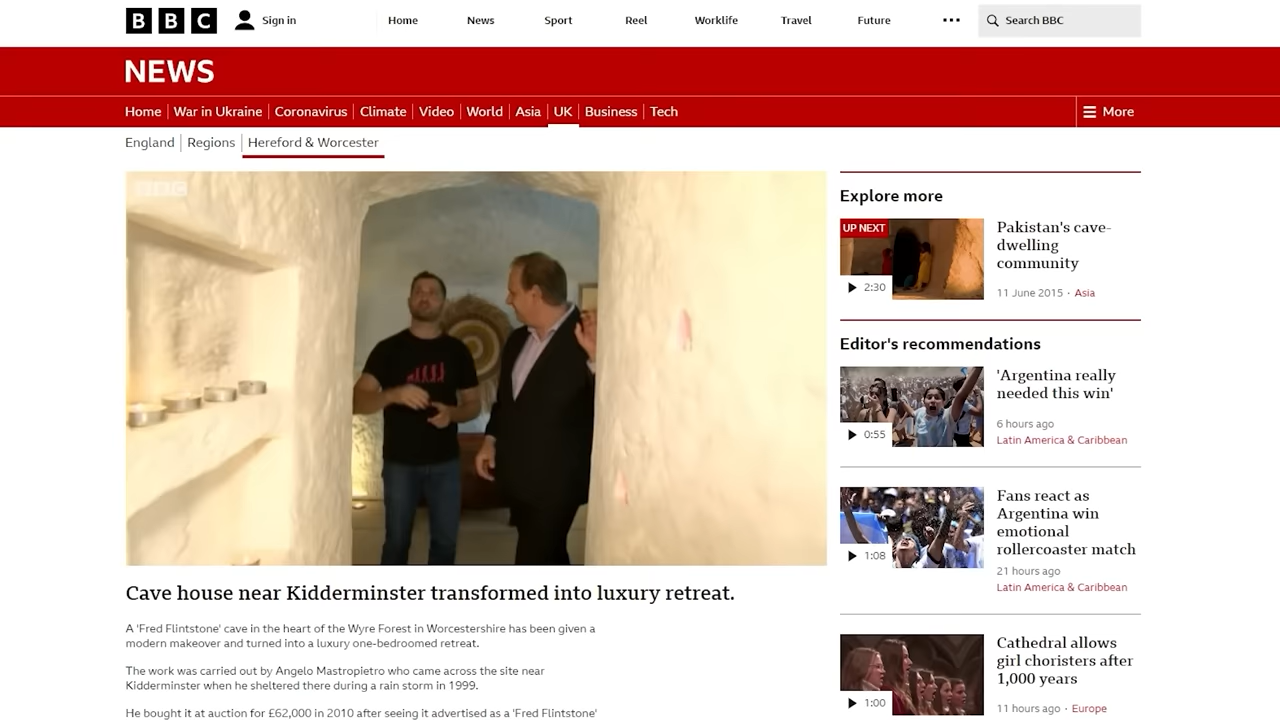 BBC
Sign in
Home
News
Sport
Reel
Worklife
Travel
Future
Search BBC
NEWS
Home
War in Ukraine
Coronavirus
Climate
Video
World
Asia
UK
Business
Tech
More
England
Regions
Hereford & Worcester
BBC
Cave house near Kidderminster transformed into luxury retreat.
A 'Fred Flintstone' cave in the heart of the Wyre Forest in Worcestershire has been given a
modern makeover and turned into a luxury one-bedroomed retreat.
The work was carried out by Angelo Mastropietro who came across the site near
Kidderminster when he sheltered there during a rain storm in 1999.
He bought it at auction for £62,000 in 2010 after seeing it advertised as a 'Fred Flintstone'
Explore more
UP NEXT
2:30
Pakistan's cave-
dwelling
community
11 June 2015 · Asia
Editor's recommendations
0:55
'Argentina really
needed this win'
6 hours ago
Latin America & Caribbean
1:08
Fans react as
Argentina win
emotional
rollercoaster match
21 hours ago
Latin America & Caribbean
1:00
Cathedral allows
girl choristers after
1,000 years
11 hours ago · Europe